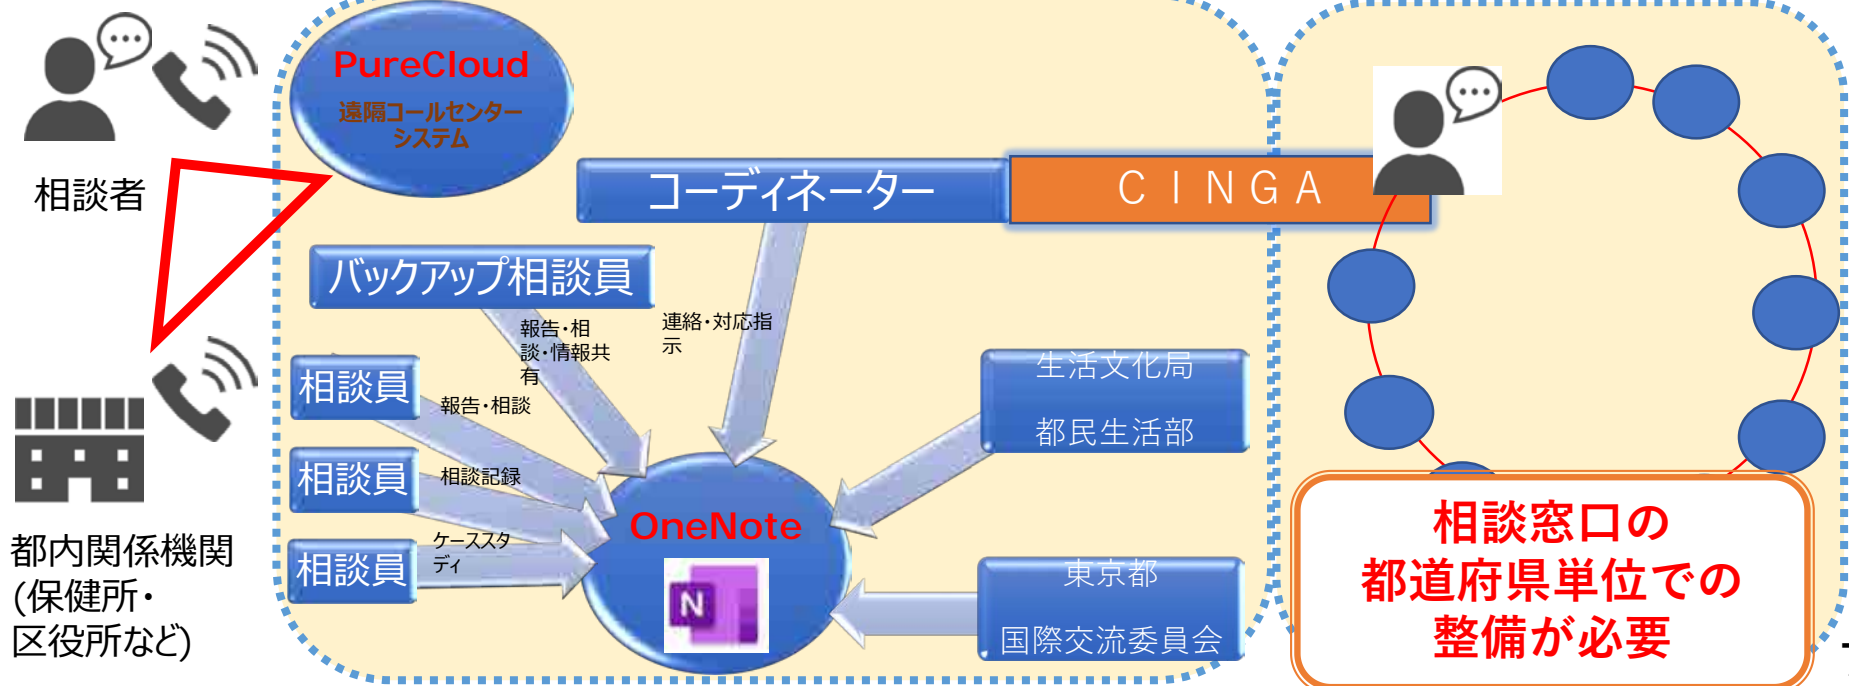 PureCloud
遠隔コールセンター
システム
相談者
コーディネーター
ＣＩＮＧＡ
バックアップ相談員
報告・相
談・情報共
有
連絡・対応指
示
相談員
報告・相談
相談員
相談記録
相談員
ケーススタ
ディ
OneNote
N
生活文化局
都民生活部
東京都
国際交流委員会
都内関係機関
(保健所・
区役所など)
相談窓口の
都道府県単位での
整備が必要